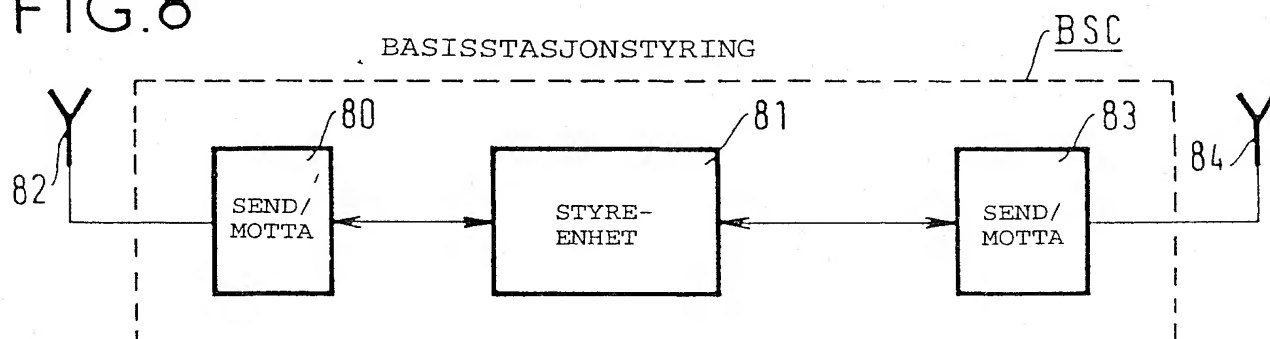 FIG.8
BASISSTASJONSTYRING
BSC
80
81
83
82
84
SEND/
MOTTA
STYRE-
ENHET
SEND/
MOTTA